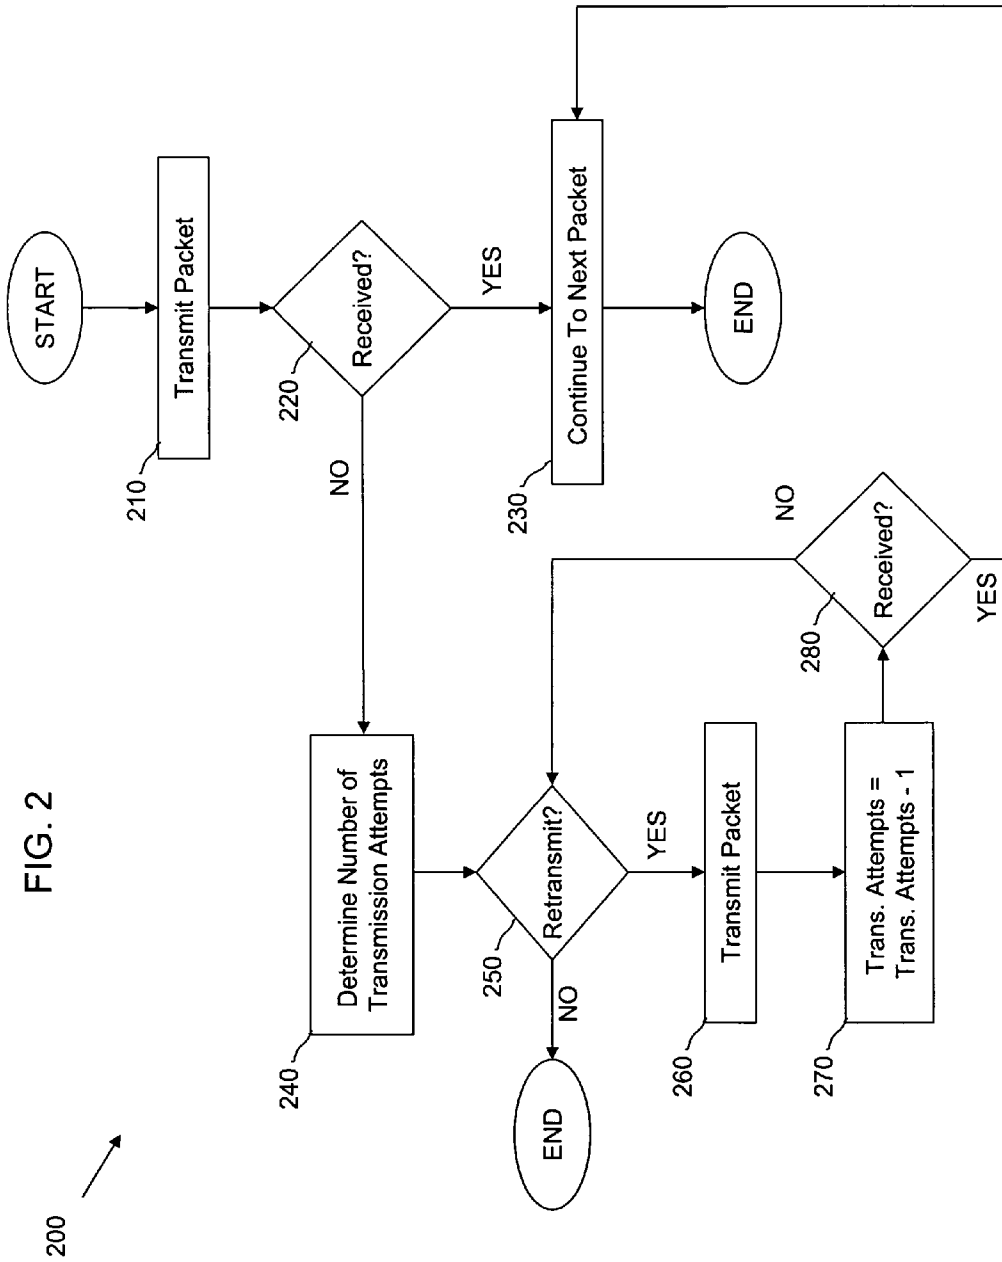 FIG. 2
200
START
210
Transmit Packet
220
Received?
NO
YES
230
Continue To Next Packet
END
240
Determine Number of
Transmission Attempts
250
Retransmit?
NO
END
YES
260
Transmit Packet
270
Trans. Attempts =
Trans. Attempts - 1
280
Received?
NO
YES